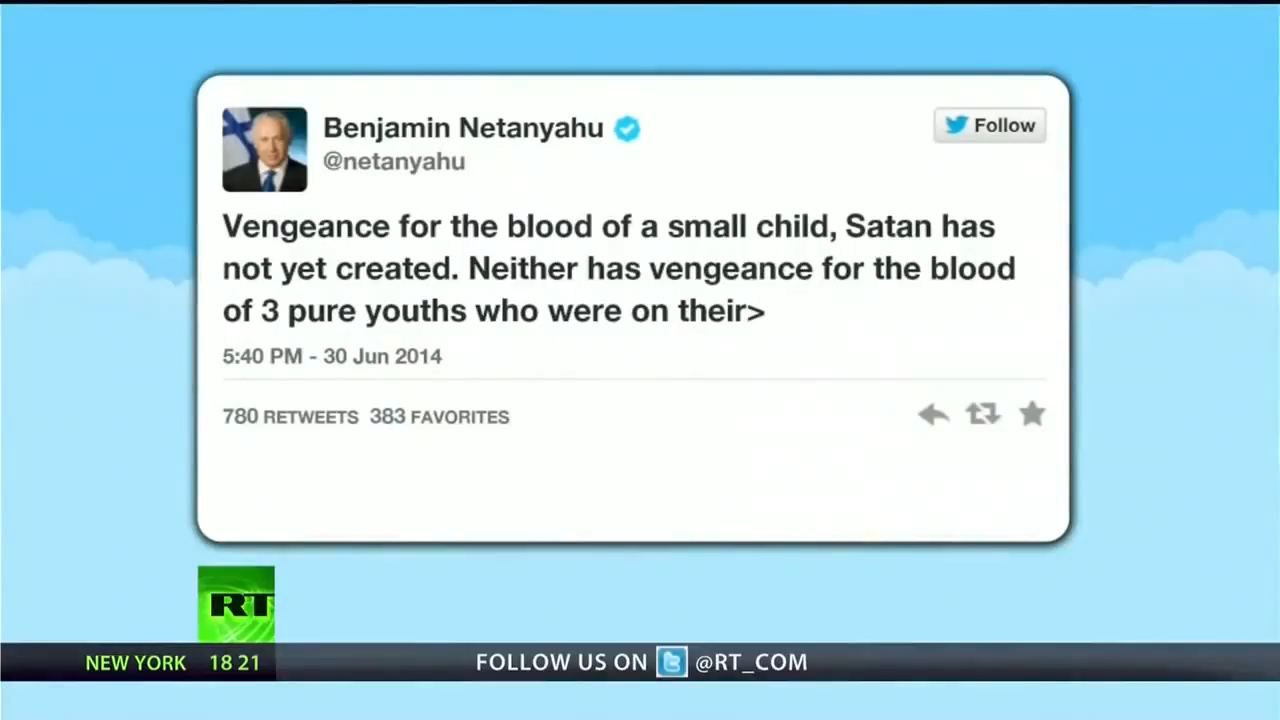 Benjamin Netanyahu
@netanyahu
Follow
Vengeance for the blood of a small child, Satan has
not yet created. Neither has vengeance for the blood
of 3 pure youths who were on their>
5:40 PM - 30 Jun 2014
780 RETWEETS 383 FAVORITES
RT
NEW YORK 18 21
FOLLOW US ON @RT_COM